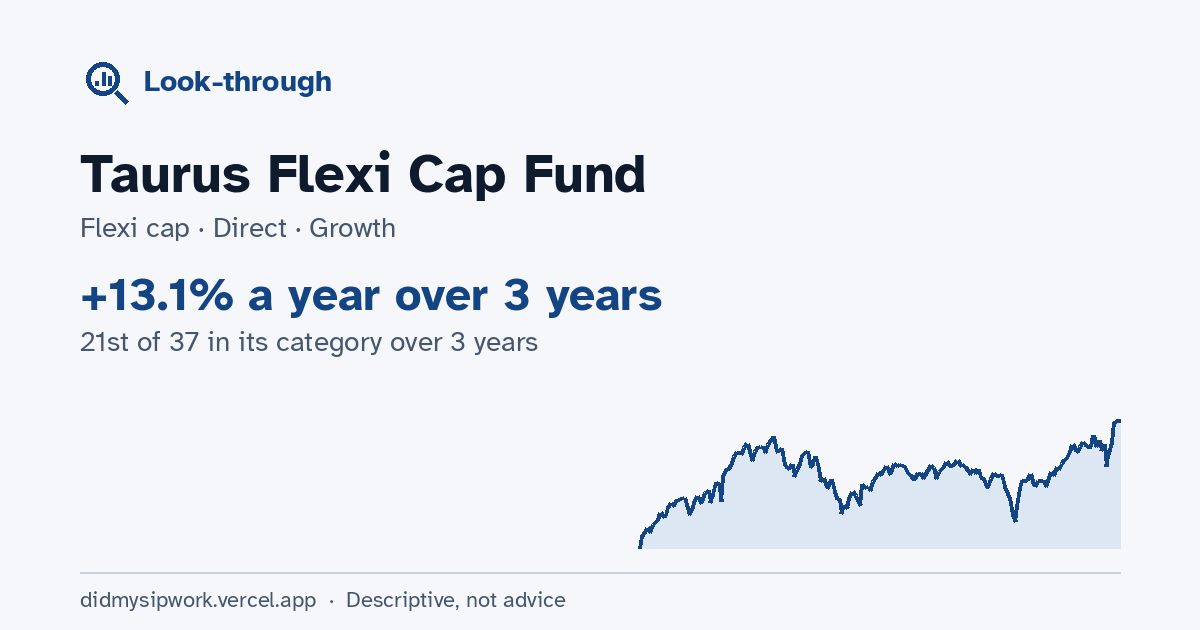 Look-through
Taurus Flexi Cap Fund
Flexi cap · Direct · Growth
+13.1% a year over 3 years
21st of 37 in its category over 3 years
didmysipwork.vercel.app · Descriptive, not advice